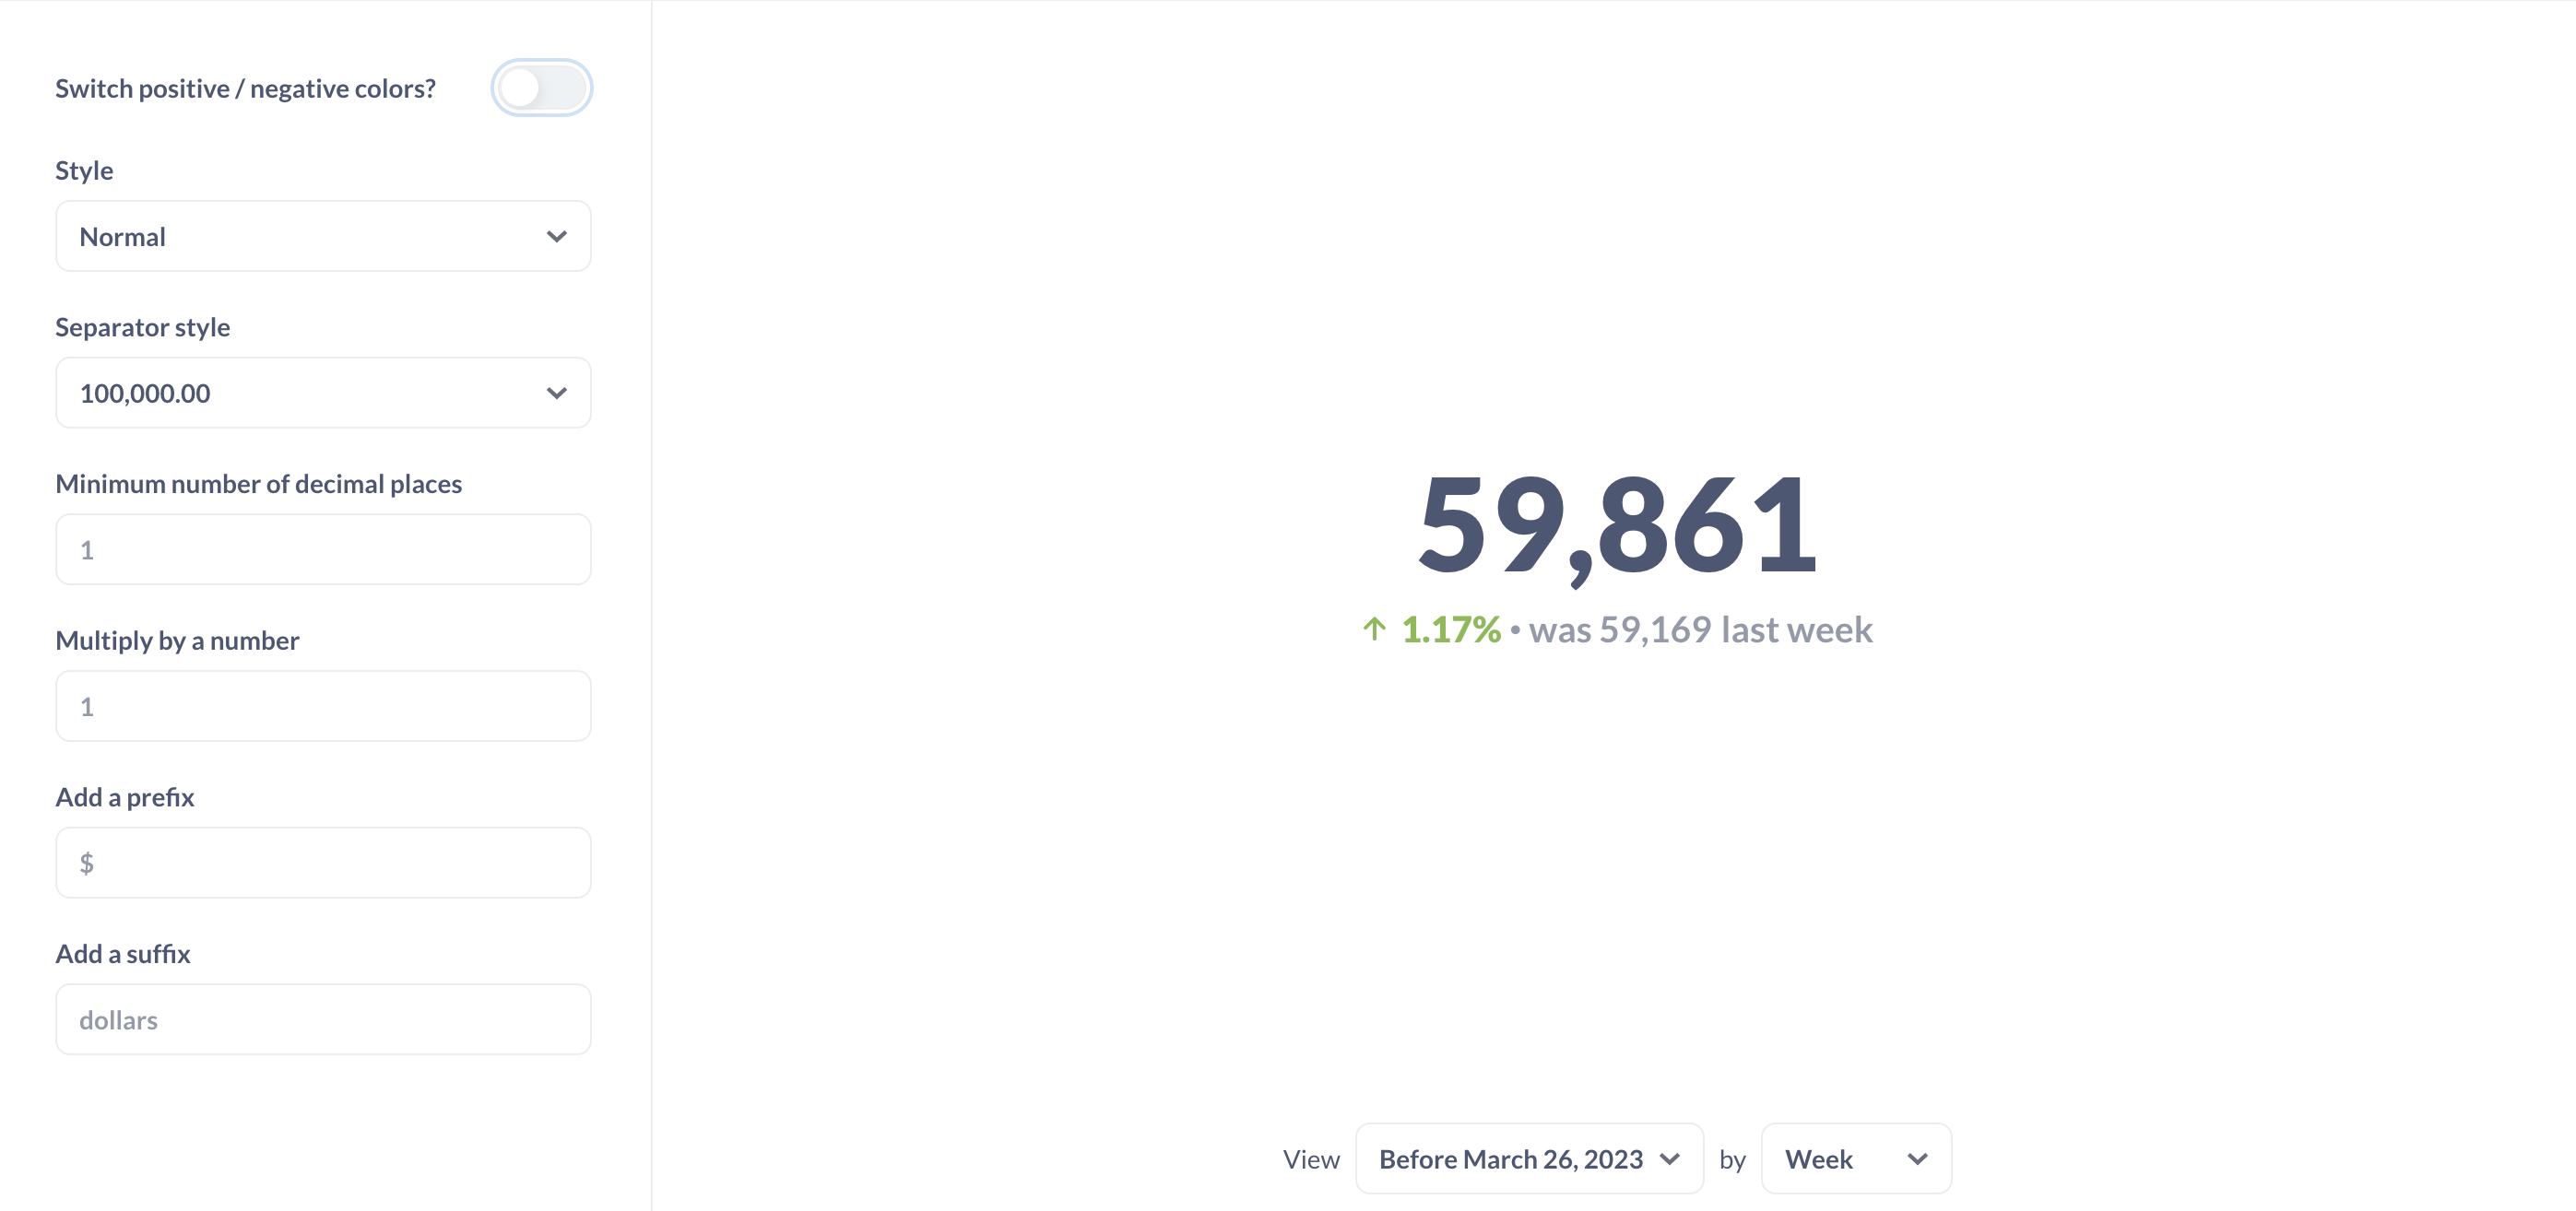 Switch positive / negative colors?
Style
Normal
Separator style
100,000.00
Minimum number of decimal places
1
Multiply by a number
1
Add a prefix
$
Add a suffix
dollars
59,861
↑ 1.17% • was 59,169 last week
View Before March 26, 2023 by Week